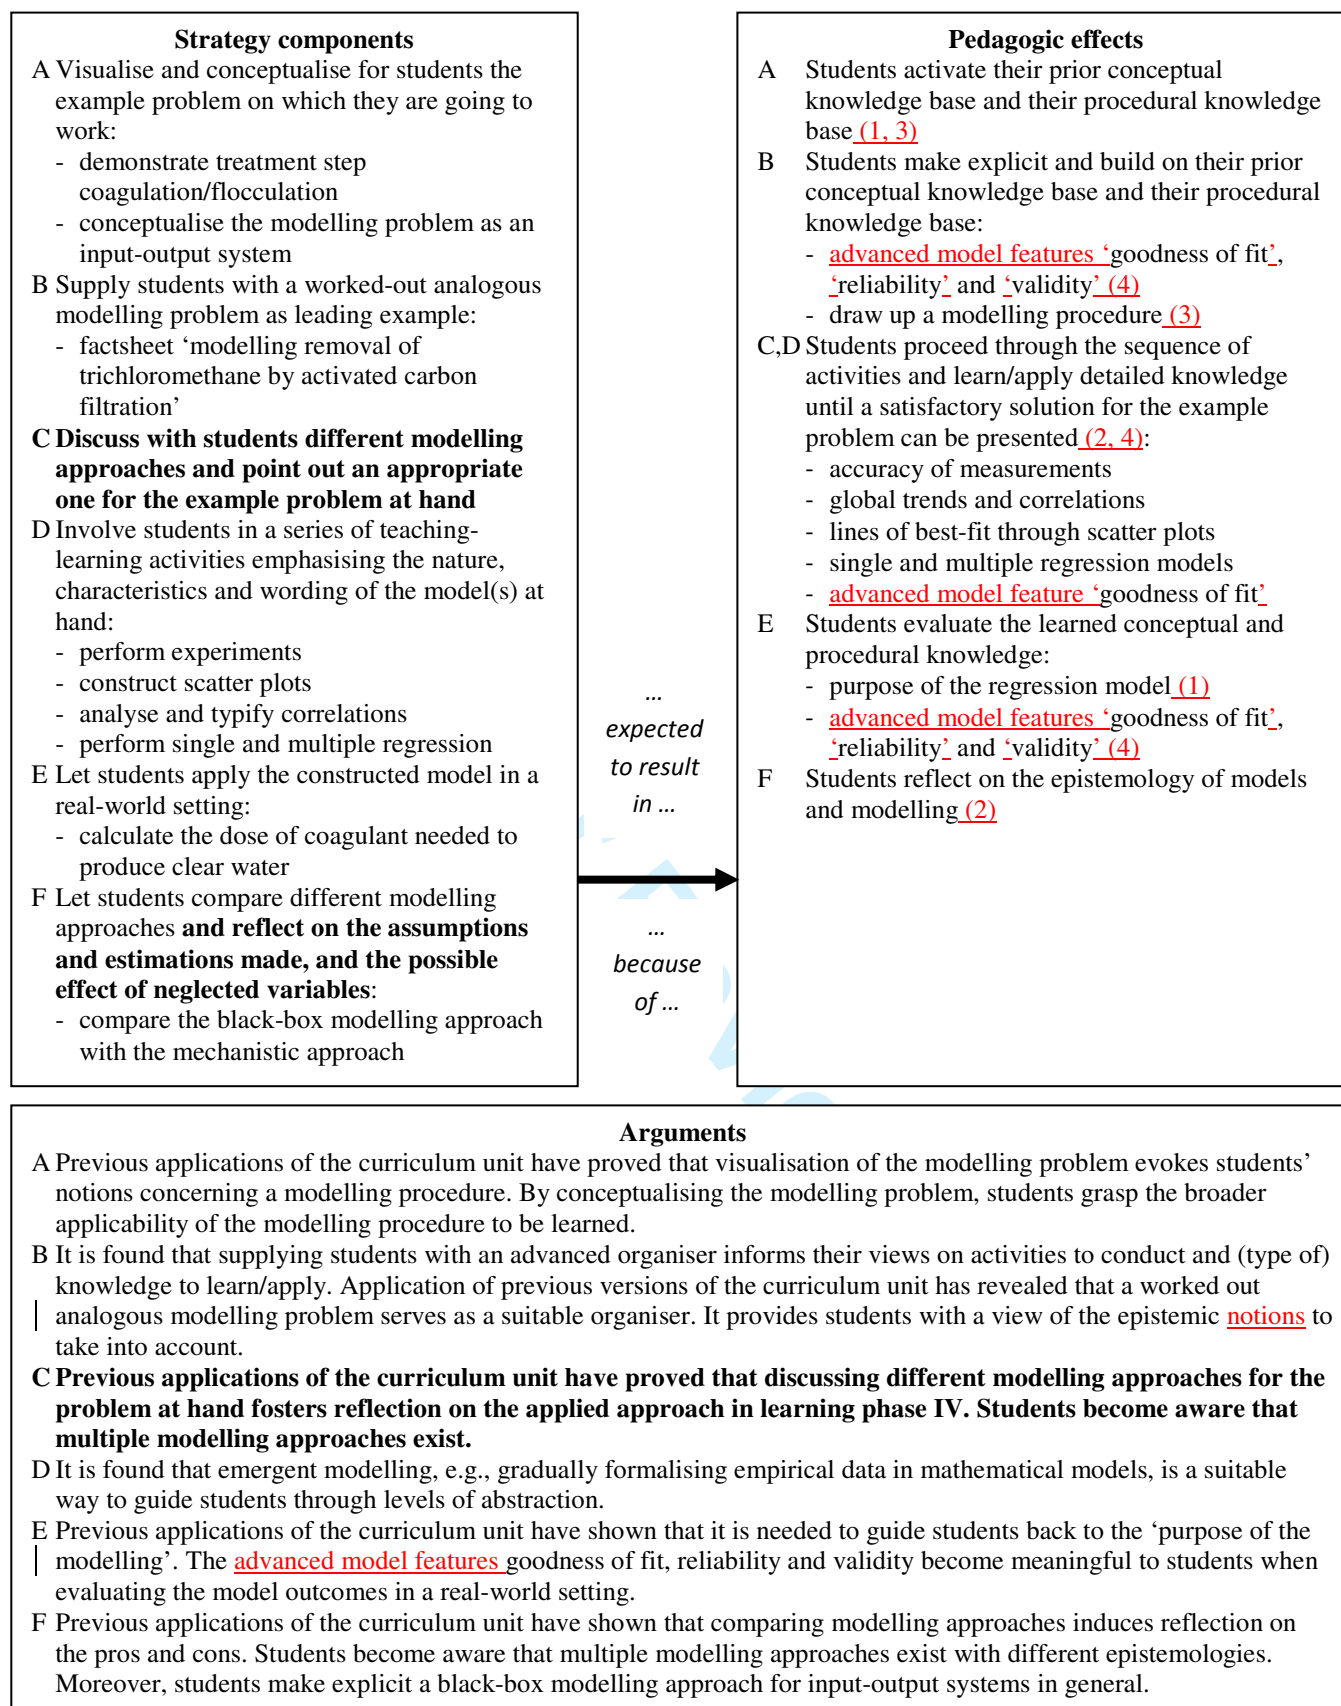 Strategy components
A Visualise and conceptualise for students the
example problem on which they are going to
work:
- demonstrate treatment step
coagulation/flocculation
- conceptualise the modelling problem as an
input-output system
B Supply students with a worked-out analogous
modelling problem as leading example:
- factsheet ‘modelling removal of
trichloromethane by activated carbon
filtration’
C Discuss with students different modelling
approaches and point out an appropriate
one for the example problem at hand
D Involve students in a series of teaching-
learning activities emphasising the nature,
characteristics and wording of the model(s) at
hand:
- perform experiments
- construct scatter plots
- analyse and typify correlations
- perform single and multiple regression
E Let students apply the constructed model in a
real-world setting:
- calculate the dose of coagulant needed to
produce clear water
F Let students compare different modelling
approaches and reflect on the assumptions
and estimations made, and the possible
effect of neglected variables:
- compare the black-box modelling approach
with the mechanistic approach
...
expected
to result
in ...
...
because
of ...
Pedagogic effects
A Students activate their prior conceptual
knowledge base and their procedural knowledge
base (1, 3)
B Students make explicit and build on their prior
conceptual knowledge base and their procedural
knowledge base:
- advanced model features ‘goodness of fit’,
‘reliability’ and ‘validity’ (4)
- draw up a modelling procedure (3)
C,D Students proceed through the sequence of
activities and learn/apply detailed knowledge
until a satisfactory solution for the example
problem can be presented (2, 4):
- accuracy of measurements
- global trends and correlations
- lines of best-fit through scatter plots
- single and multiple regression models
- advanced model feature ‘goodness of fit’
E Students evaluate the learned conceptual and
procedural knowledge:
- purpose of the regression model (1)
- advanced model features ‘goodness of fit’,
‘reliability’ and ‘validity’ (4)
F Students reflect on the epistemology of models
and modelling (2)
Arguments
A Previous applications of the curriculum unit have proved that visualisation of the modelling problem evokes students’
notions concerning a modelling procedure. By conceptualising the modelling problem, students grasp the broader
applicability of the modelling procedure to be learned.
B It is found that supplying students with an advanced organiser informs their views on activities to conduct and (type of)
knowledge to learn/apply. Application of previous versions of the curriculum unit has revealed that a worked out
analogous modelling problem serves as a suitable organiser. It provides students with a view of the epistemic notions to
take into account.
C Previous applications of the curriculum unit have proved that discussing different modelling approaches for the
problem at hand fosters reflection on the applied approach in learning phase IV. Students become aware that
multiple modelling approaches exist.
D It is found that emergent modelling, e.g., gradually formalising empirical data in mathematical models, is a suitable
way to guide students through levels of abstraction.
E Previous applications of the curriculum unit have shown that it is needed to guide students back to the ‘purpose of the
modelling’. The advanced model features goodness of fit, reliability and validity become meaningful to students when
evaluating the model outcomes in a real-world setting.
F Previous applications of the curriculum unit have shown that comparing modelling approaches induces reflection on
the pros and cons. Students become aware that multiple modelling approaches exist with different epistemologies.
Moreover, students make explicit a black-box modelling approach for input-output systems in general.